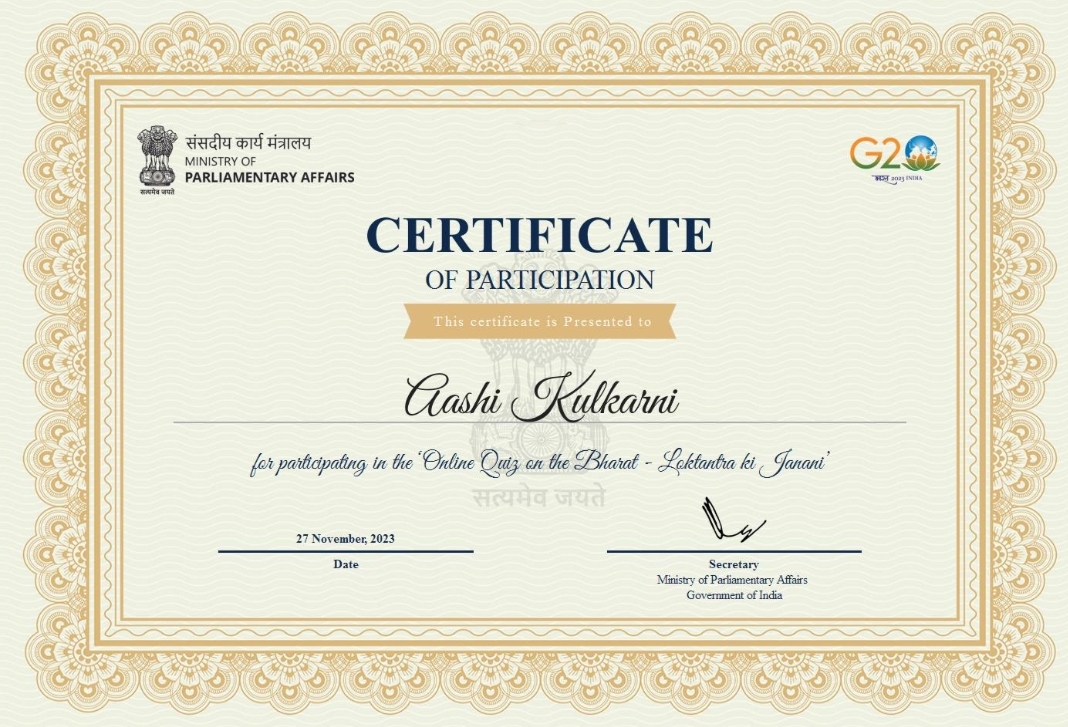 संसदीय कार्य मंत्रालय
MINISTRY OF
PARLIAMENTARY AFFAIRS
सत्यमेव जयते
G20
भारत 2023 INDIA
CERTIFICATE
OF PARTICIPATION
This certificate is Presented to
Aashi Kulkarni
for participating in the 'Online Quiz on the Bharat - Loktantra ki Janani'
सत्यमेव जयते
27 November, 2023
Date
Secretary
Ministry of Parliamentary Affairs
Government of India